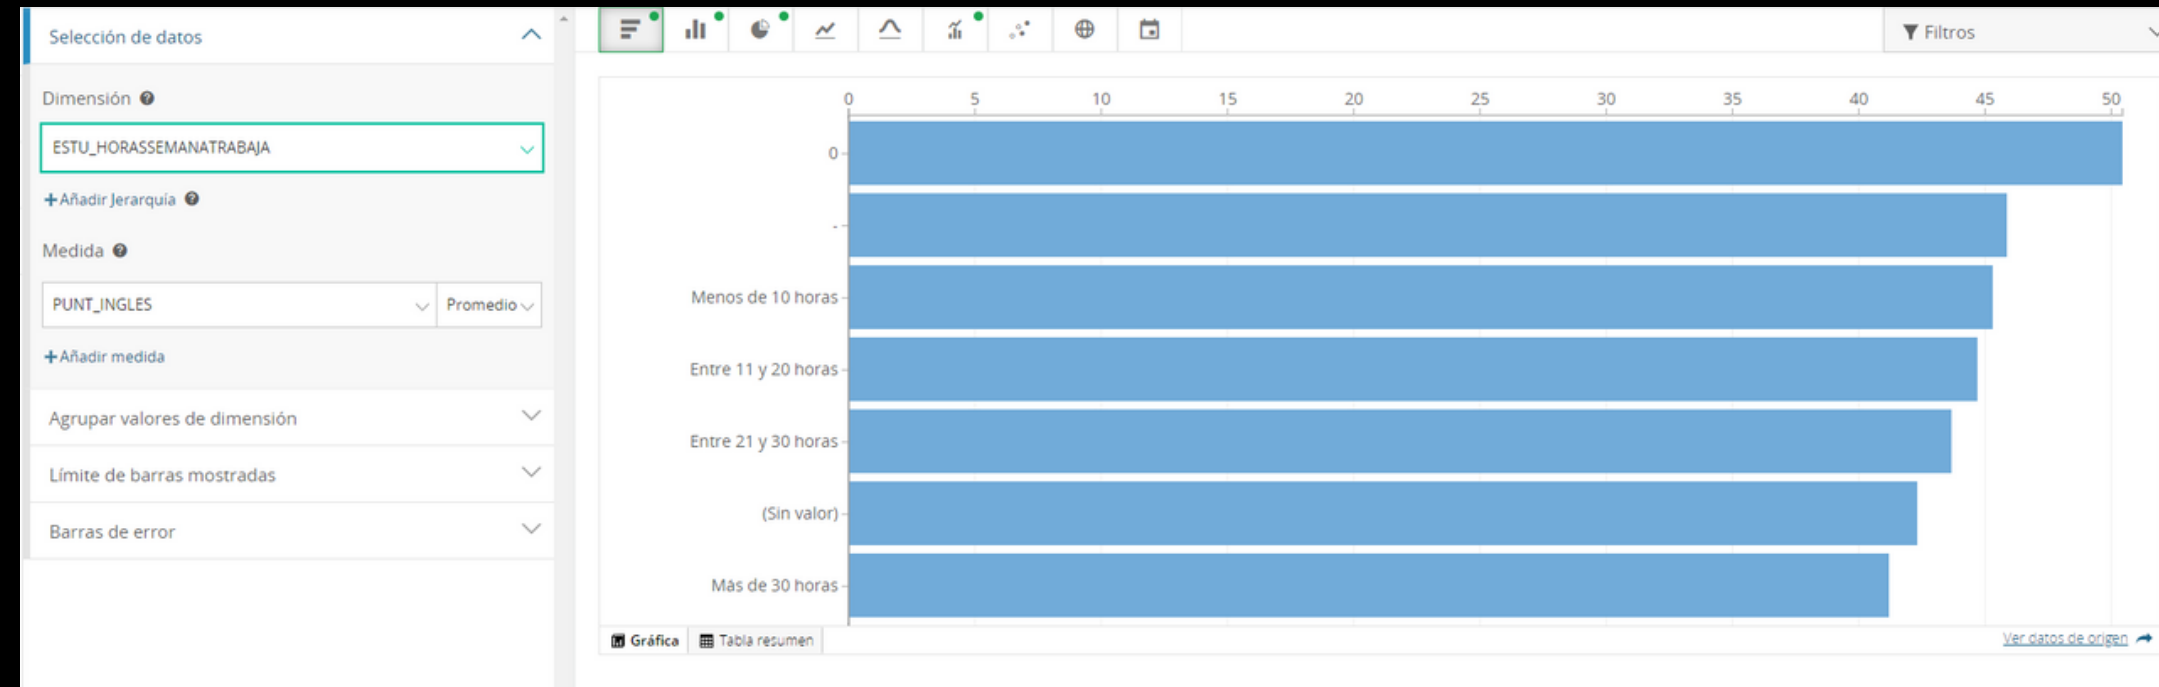 Selección de datos
Dimensión
ESTU_HORASSEMANATRABAJA
+Añadir Jerarquía
Medida
PUNT_INGLES Promedio
+Añadir medida
Agrupar valores de dimensión
Límite de barras mostradas
Barras de error
Filtros
0 5 10 15 20 25 30 35 40 45 50
0
-
Menos de 10 horas
Entre 11 y 20 horas
Entre 21 y 30 horas
(Sin valor)
Más de 30 horas
Gráfica Tabla resumen Ver datos de origen